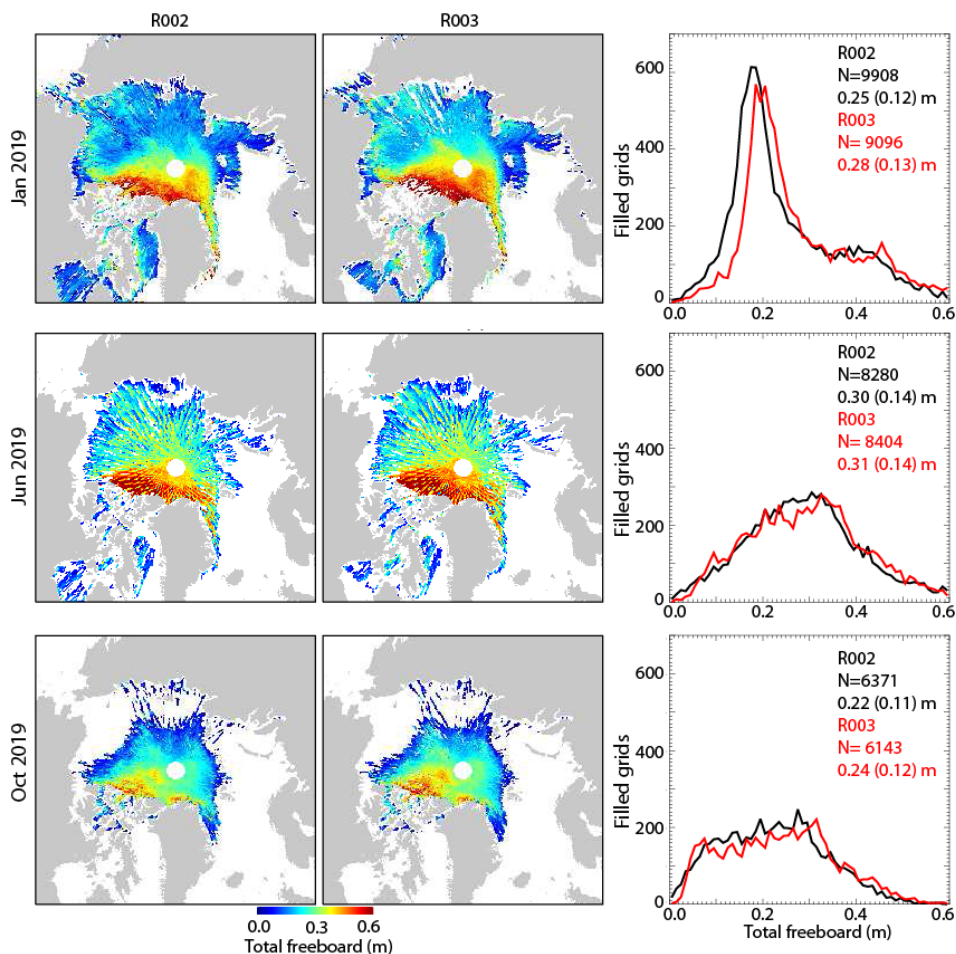 R002
R003
Jan 2019
600
400
200
0
Filled grids
R002
N=9908
0.25 (0.12) m
R003
N= 9096
0.28 (0.13) m
0.0
0.2
0.4
0.6
Jun 2019
600
400
200
0
Filled grids
R002
N=8280
0.30 (0.14) m
R003
N= 8404
0.31 (0.14) m
0.0
0.2
0.4
0.6
Oct 2019
600
400
200
0
Filled grids
R002
N=6371
0.22 (0.11) m
R003
N= 6143
0.24 (0.12) m
0.0
0.2
0.4
0.6
Total freeboard (m)
0.0
0.3
0.6
Total freeboard (m)